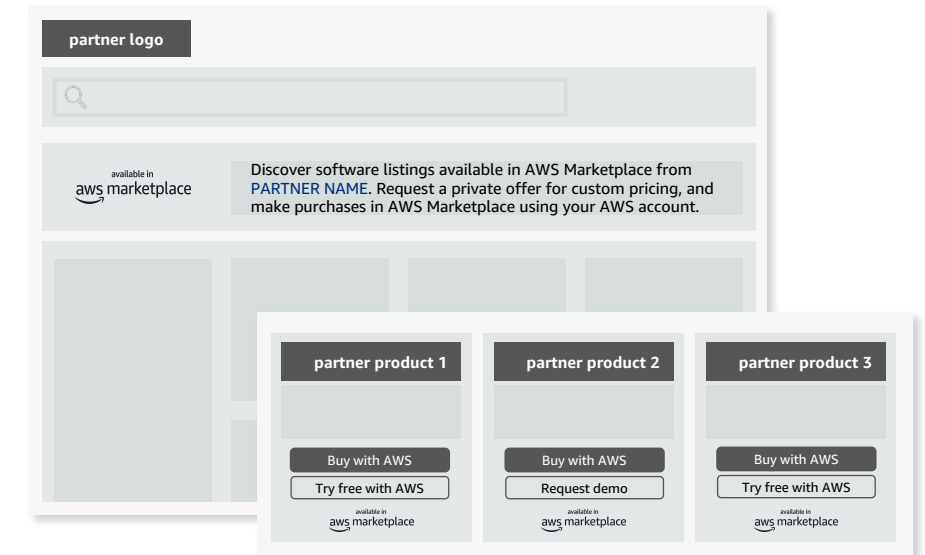 partner logo
available in
aws marketplace
Discover software listings available in AWS Marketplace from
PARTNER NAME. Request a private offer for custom pricing, and
make purchases in AWS Marketplace using your AWS account.
partner product 1
Buy with AWS
Try free with AWS
available in
aws marketplace
partner product 2
Buy with AWS
Request demo
available in
aws marketplace
partner product 3
Buy with AWS
Try free with AWS
available in
aws marketplace